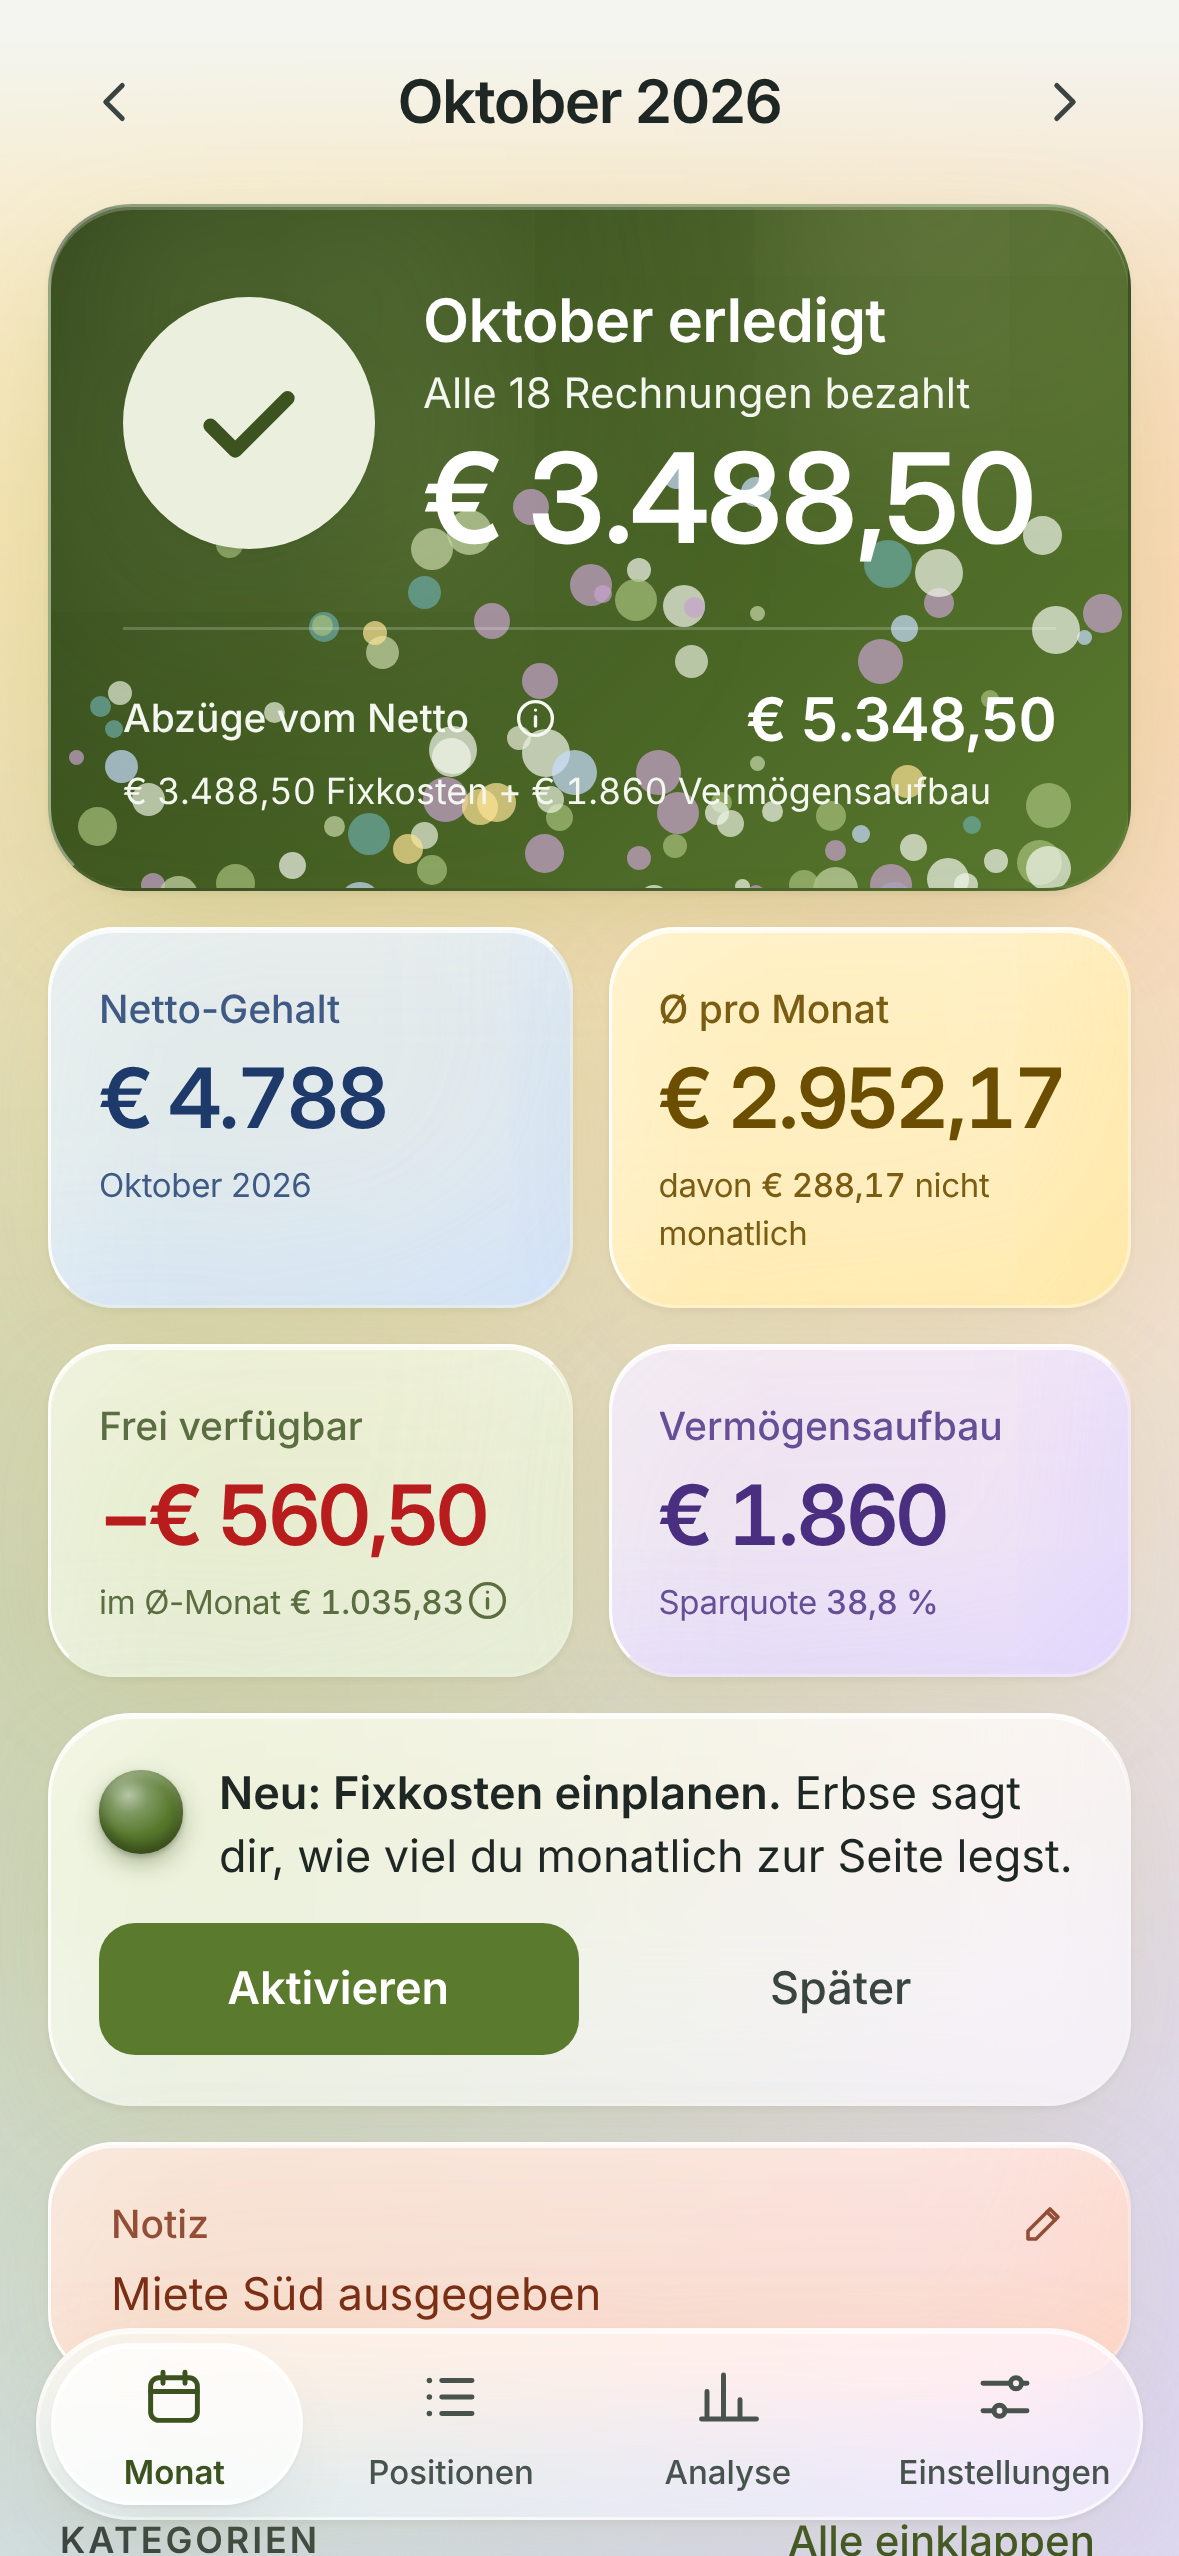 Oktober 2026
Oktober erledigt
Alle 18 Rechnungen bezahlt
€ 3.488,50
Abzüge vom Netto
€ 5.348,50
€ 3.488,50 Fixkosten + € 1.860 Vermögensaufbau
Netto-Gehalt
€ 4.788
Oktober 2026
Ø pro Monat
€ 2.952,17
davon € 288,17 nicht
monatlich
Frei verfügbar
–€ 560,50
im Ø-Monat € 1.035,83
Vermögensaufbau
€ 1.860
Sparquote 38,8 %
Neu: Fixkosten einplanen. Erbse sagt
dir, wie viel du monatlich zur Seite legst.
Aktivieren
Später
Notiz
Miete Süd ausgegeben
Monat
Positionen
Analyse
Einstellungen
KATEGORIEN
Alle einklappen